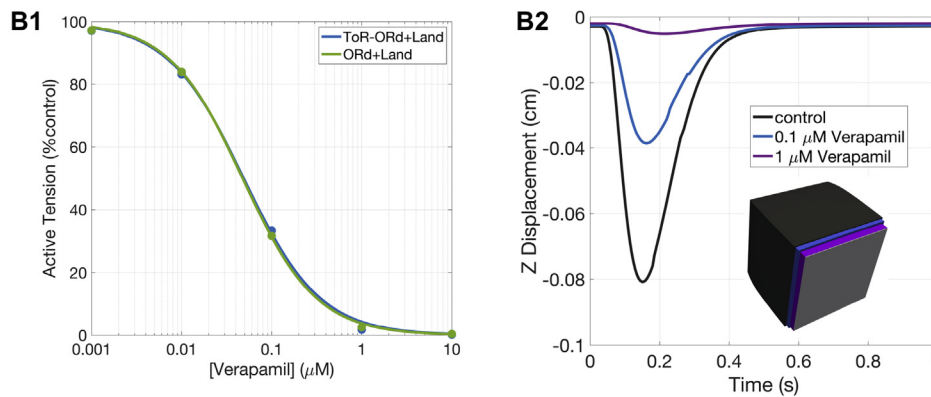 B1
Active Tension (%control)
100
80
60
40
20
0
0.001
0.01
0.1
1
10
[Verapamil] (μM)
ToR-ORd+Land
ORd+Land
B2
Z Displacement (cm)
0
-0.02
-0.04
-0.06
-0.08
-0.1
0
0.2
0.4
0.6
0.8
Time (s)
control
0.1 μM Verapamil
1 μM Verapamil